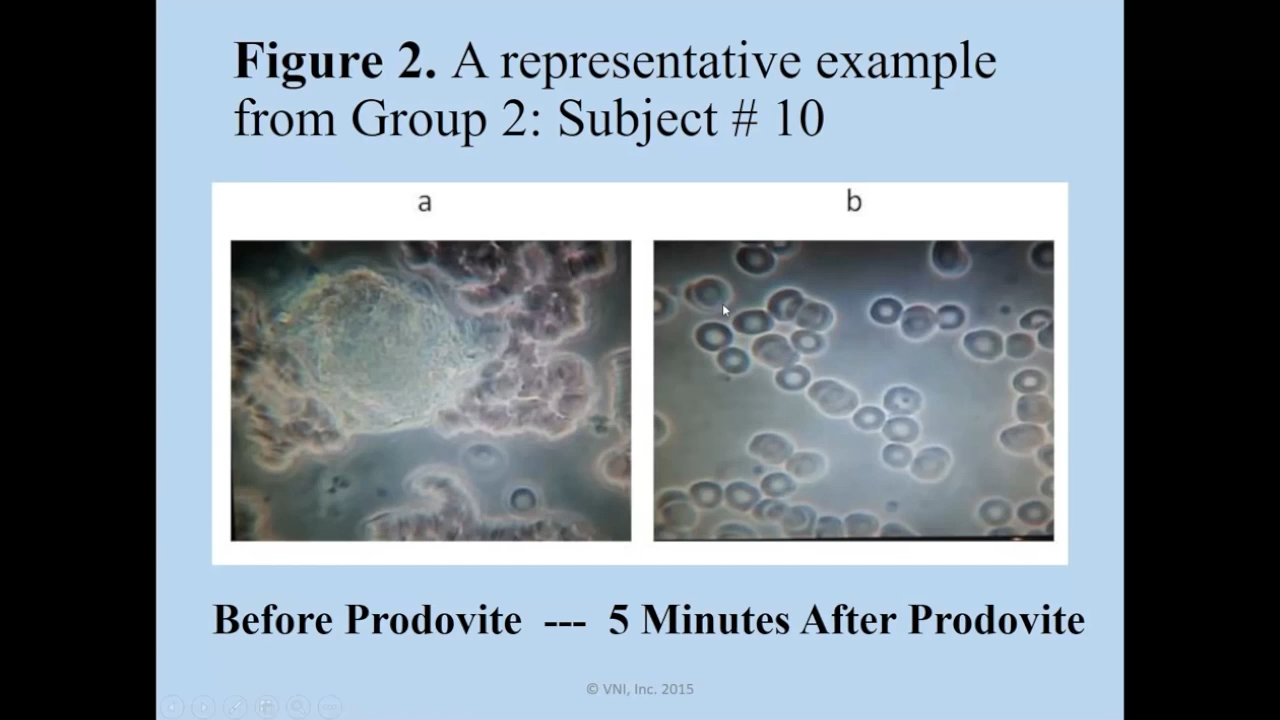 Figure 2. A representative example
from Group 2: Subject # 10
a
b
Before Prodovite --- 5 Minutes After Prodovite
© VNI, Inc. 2015